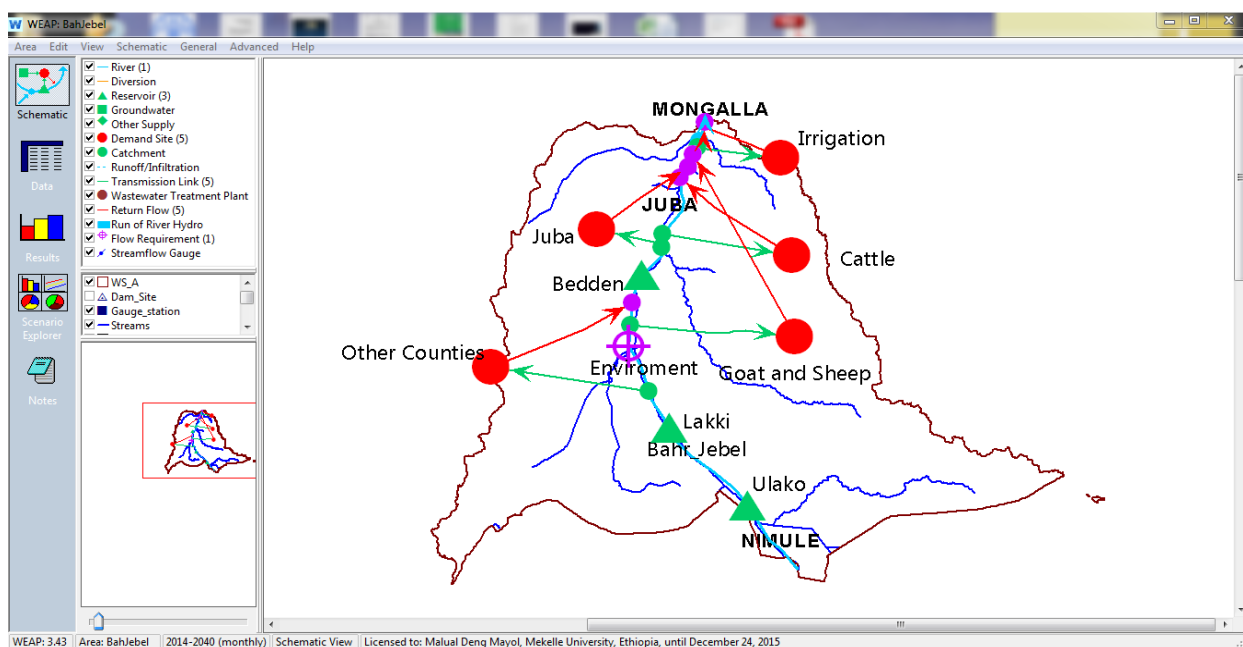 WEAP: BahJebel
Area Edit View Schematic General Advanced Help
Schematic
Data
Results
Scenario
Explorer
Notes
River (1)
Diversion
Reservoir (3)
Groundwater
Other Supply
Demand Site (5)
Catchment
Runoff/Infiltration
Transmission Link (5)
Wastewater Treatment Plant
Return Flow (5)
Run of River Hydro
Flow Requirement (1)
Streamflow Gauge
WS_A
Dam_Site
Gauge_station
Streams
MONGALLA
Irrigation
JUBA
Juba
Cattle
Bedden
Other Counties
Enviroment
Goat and Sheep
Lakki
Bahr_Jebel
Ulako
NIMULE
WEAP: 3.43 Area: BahJebel 2014-2040 (monthly) Schematic View Licensed to: Malual Deng Mayol, Mekelle University, Ethiopia, until December 24, 2015